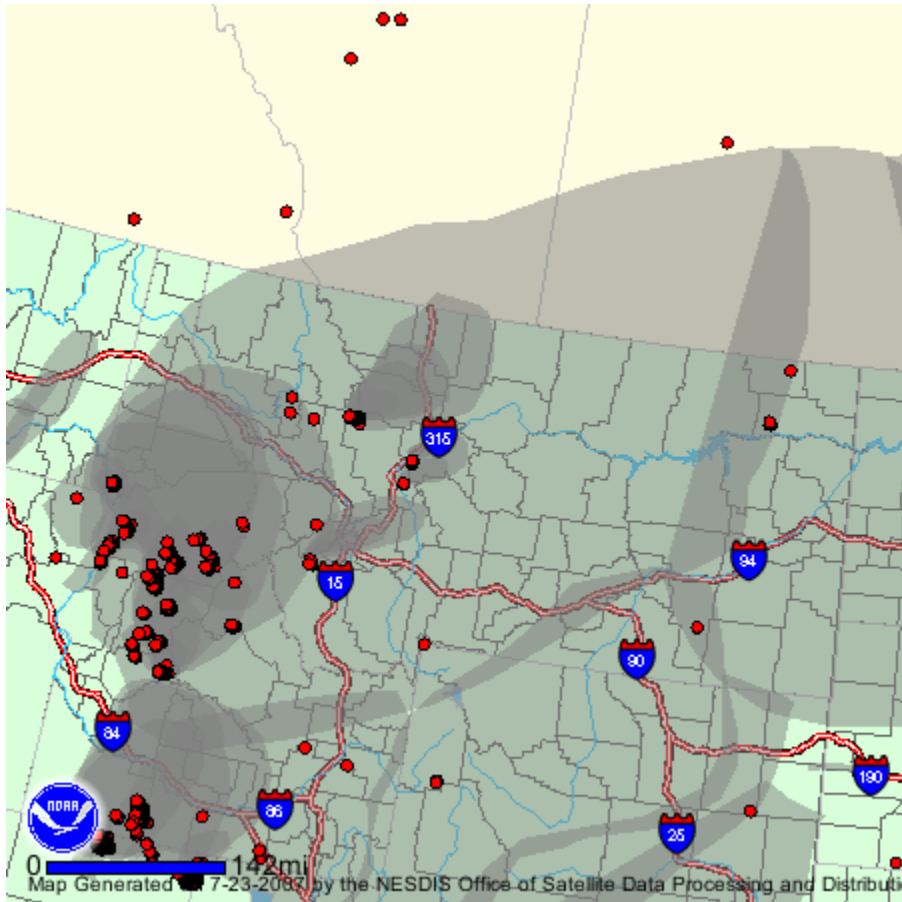 315
15
94
90
84
86
190
25
NOAA
0 142mi
Map Generated 7-23-2007 by the NESDIS Office of Satellite Data Processing and Distributi